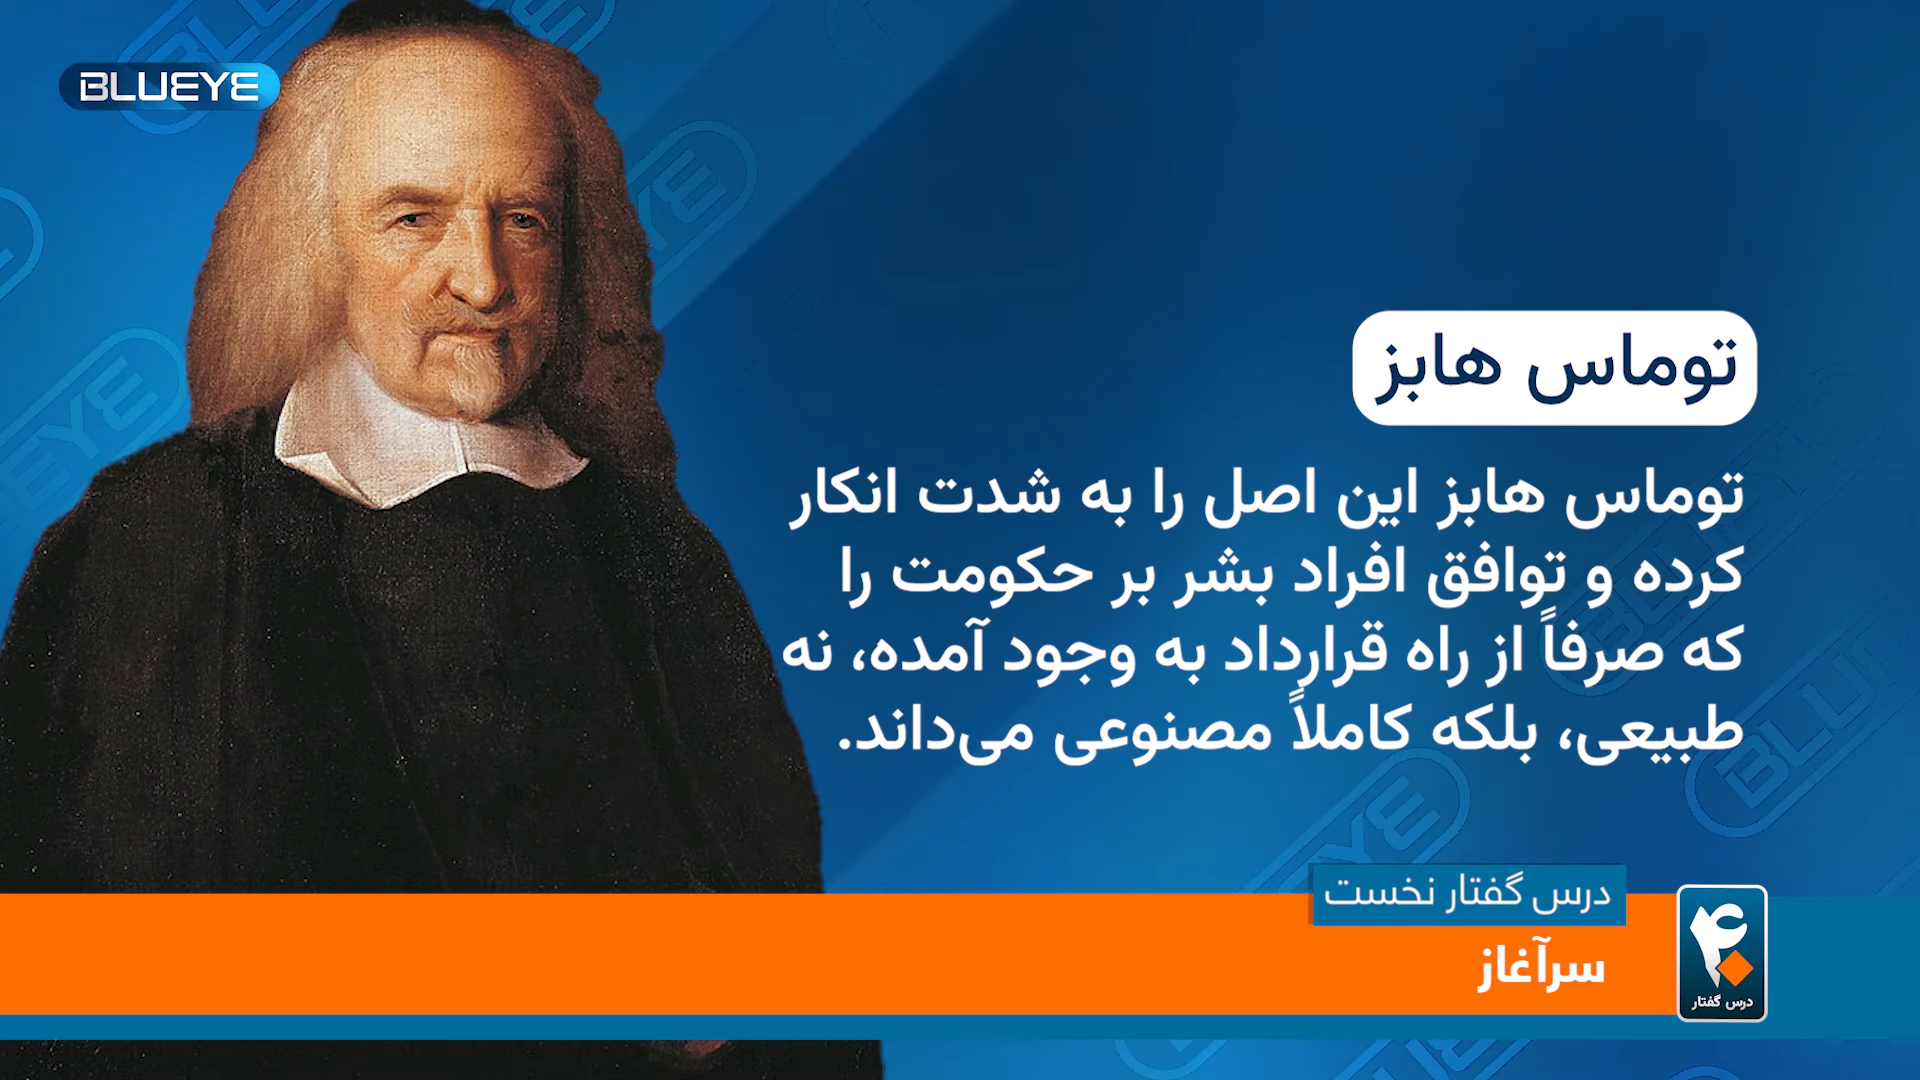 BLUEYE
توماس هابز
توماس هابز این اصل را به شدت انکار
کرده و توافق افراد بشر بر حکومت را
که صرفاً از راه قرارداد به وجود آمده، نه
طبیعی، بلکه کاملاً مصنوعی می‌داند.
درس گفتار نخست
سرآغاز
۴۰
درس گفتار